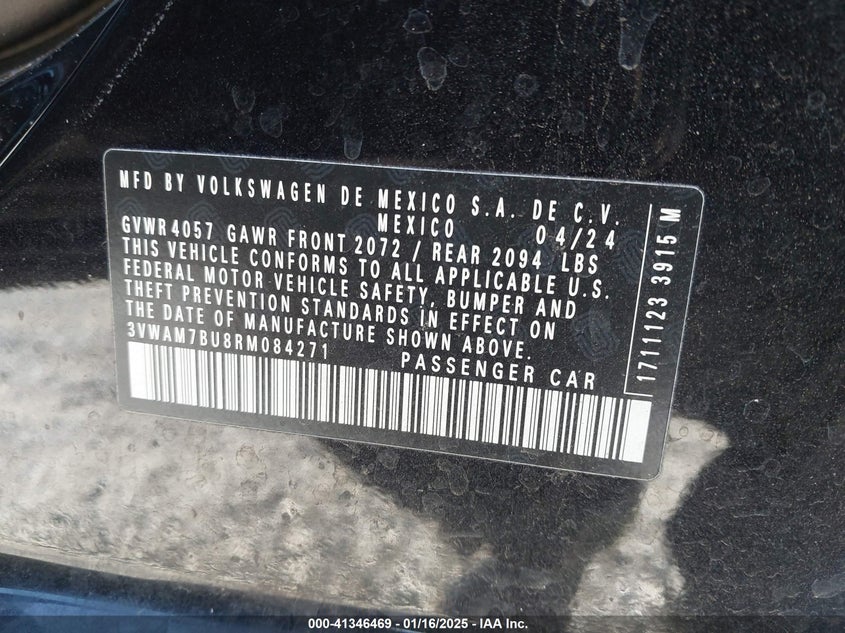 MFD BY VOLKSWAGEN DE MEXICO S.A. DE C.V.
MEXICO 04/24
GVWR 4057 GAWR FRONT 2072 / REAR 2094 LBS
THIS VEHICLE CONFORMS TO ALL APPLICABLE U.S.
FEDERAL MOTOR VEHICLE SAFETY, BUMPER AND
THEFT PREVENTION STANDARDS IN EFFECT ON
THE DATE OF MANUFACTURE SHOWN ABOVE.
3VWAM7BU8RM084271 PASSENGER CAR
1711123 3915 M
000-41346469 - 01/16/2025 - IAA Inc.